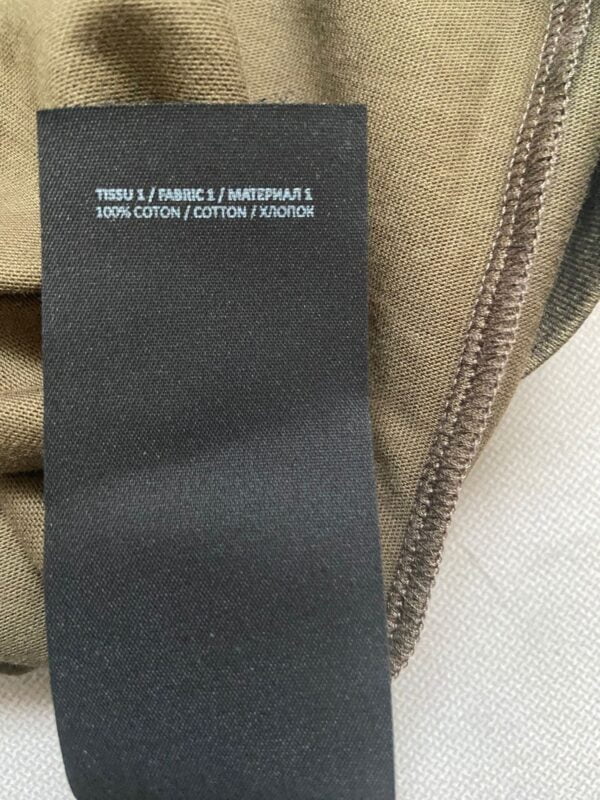 TISSU 1 / FABRIC 1 / МАТЕРИАЛ 1
100% COTON / COTTON / ХЛОПОК